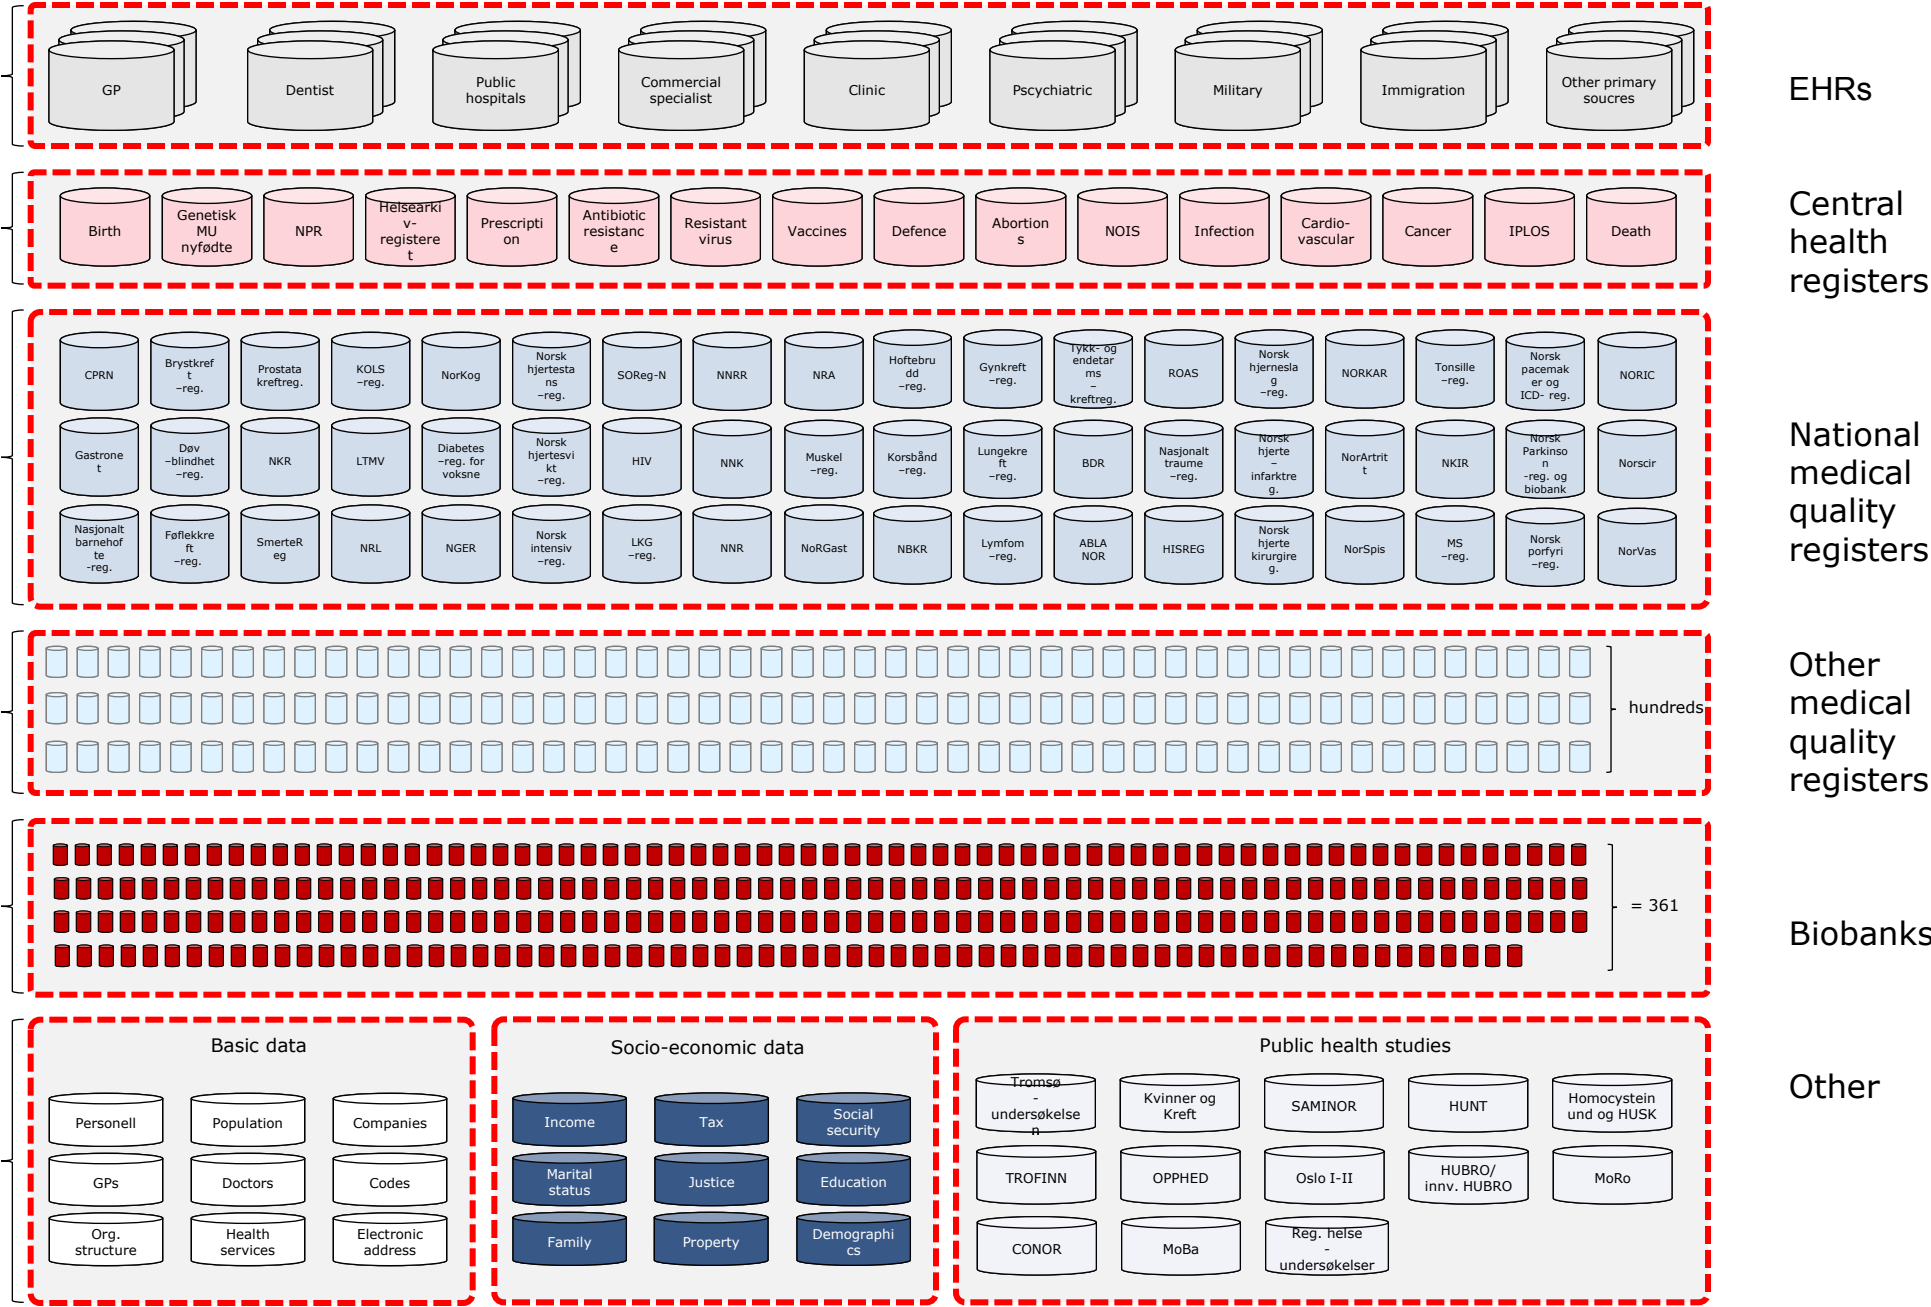 GP
Dentist
Public
hospitals
Commercial
specialist
Clinic
Pscychiatric
Military
Immigration
Other primary
soucres
EHRs
Birth
Genetisk
MU
nyfødte
NPR
Helsearki
v-
registere
t
Prescripti
on
Antibiotic
resistanc
e
Resistant
virus
Vaccines
Defence
Abortion
s
NOIS
Infection
Cardio-
vascular
Cancer
IPLOS
Death
Central
health
registers
CPRN
Brystkref
t
–reg.
Prostata
kreftreg.
KOLS
–reg.
NorKog
Norsk
hjertesta
ns
–reg.
SOReg-N
NNRR
NRA
Hoftebru
dd
–reg.
Gynkreft
–reg.
Tykk- og
endetar
ms
–
kreftreg.
ROAS
Norsk
hjernesla
g
–reg.
NORKAR
Tonsille
–reg.
Norsk
pacemak
er og
ICD- reg.
NORIC
Gastrone
t
Døv
–blindhet
–reg.
NKR
LTMV
Diabetes
–reg. for
voksne
Norsk
hjertesvi
kt
–reg.
HIV
NNK
Muskel
–reg.
Korsbånd
–reg.
Lungekre
ft
–reg.
BDR
Nasjonalt
traume
–reg.
Norsk
hjerte
–
infarktre
g.
NorArtrit
t
NKIR
Norsk
Parkinso
n
-reg. og
biobank
Norscir
Nasjonalt
barnehof
te
-reg.
Føflekkre
ft
–reg.
SmerteR
eg
NRL
NGER
Norsk
intensiv
–reg.
LKG
–reg.
NNR
NoRGast
NBKR
Lymfom
–reg.
ABLA
NOR
HISREG
Norsk
hjerte
kirurgire
g.
NorSpis
MS
–reg.
Norsk
porfyri
–reg.
NorVas
National
medical
quality
registers
hundreds
Other
medical
quality
registers
= 361
Biobanks
Basic data
Personell
Population
Companies
GPs
Doctors
Codes
Org.
structure
Health
services
Electronic
address
Socio-economic data
Income
Tax
Social
security
Marital
status
Justice
Education
Family
Property
Demographi
cs
Public health studies
Tromsø
-
undersøkelse
n
Kvinner og
Kreft
SAMINOR
HUNT
Homocystein
und og HUSK
TROFINN
OPPHED
Oslo I-II
HUBRO/
innv. HUBRO
MoRo
CONOR
MoBa
Reg. helse
-
undersøkelser
Other